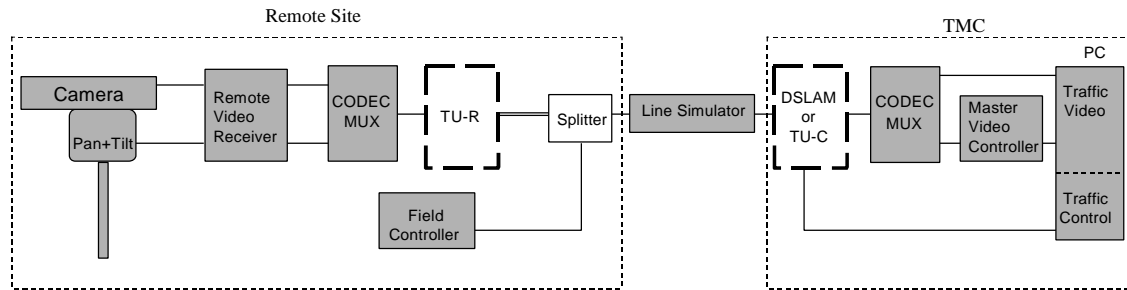 Remote Site
TMC
PC
Camera
Pan+Tilt
Remote
Video
Receiver
CODEC
MUX
TU-R
Splitter
Field
Controller
Line Simulator
DSLAM
or
TU-C
CODEC
MUX
Master
Video
Controller
Traffic
Video
Traffic
Control